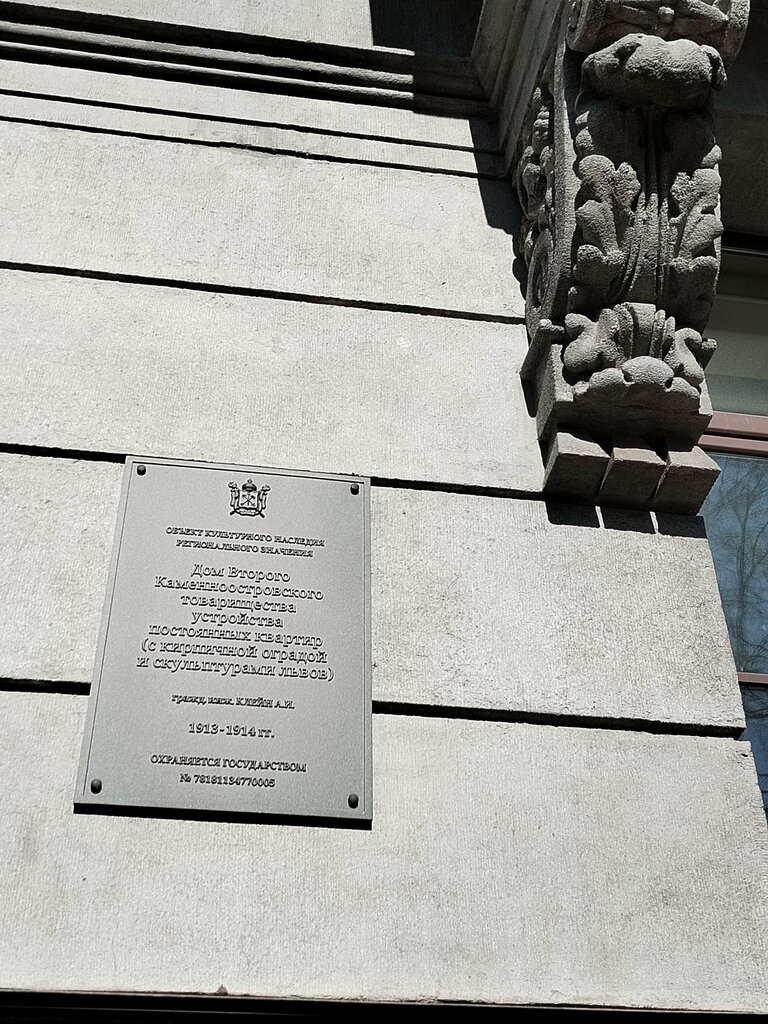 ОБЪЕКТ КУЛЬТУРНОГО НАСЛЕДИЯ
РЕГИОНАЛЬНОГО ЗНАЧЕНИЯ
Дом Второго
Каменноостровского
товарищества
устройства
постоянных квартир
(с кирпичной оградой
и скульптурами львов)
гражд. инж. КЛЕЙН А.И.
1913-1914 гг.
ОХРАНЯЕТСЯ ГОСУДАРСТВОМ
№ 78181134770005